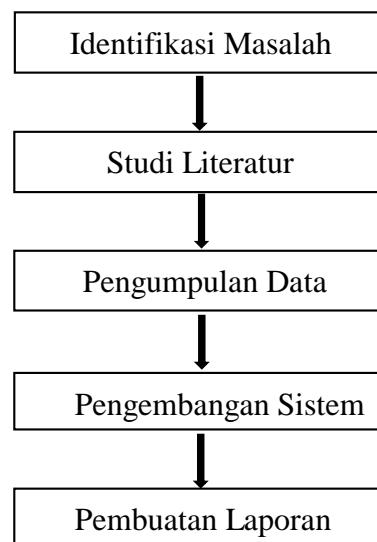 Identifikasi Masalah
Studi Literatur
Pengumpulan Data
Pengembangan Sistem
Pembuatan Laporan